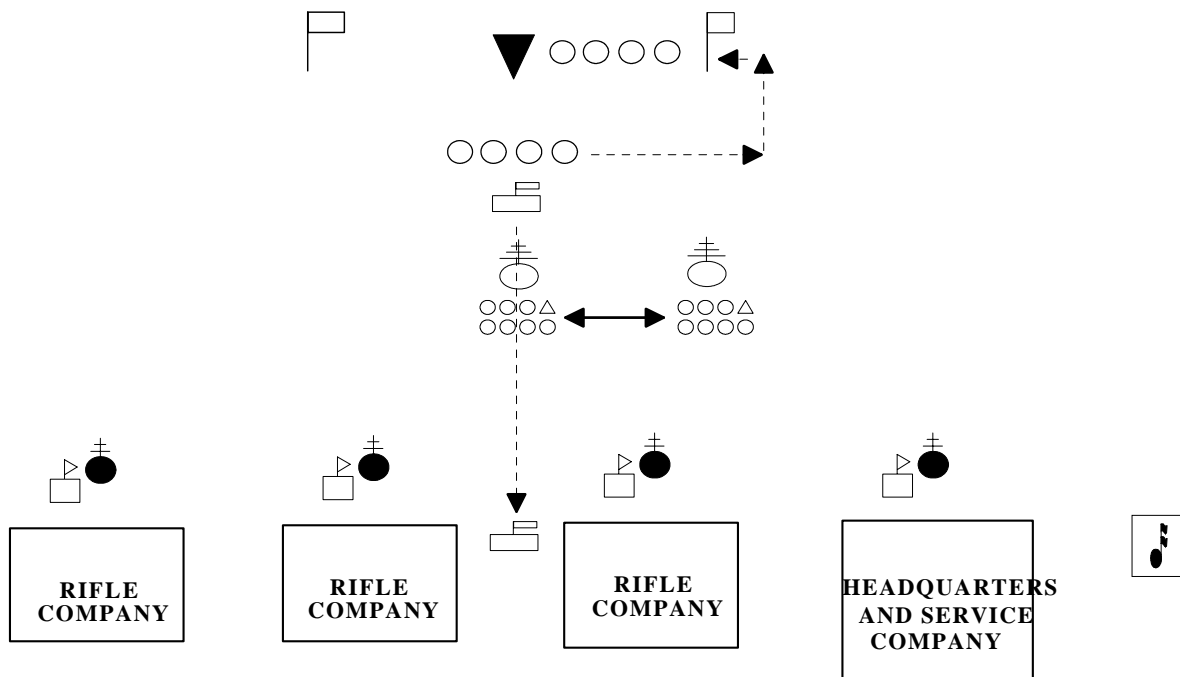 RIFLE
COMPANY
RIFLE
COMPANY
RIFLE
COMPANY
HEADQUARTERS
AND SERVICE
COMPANY